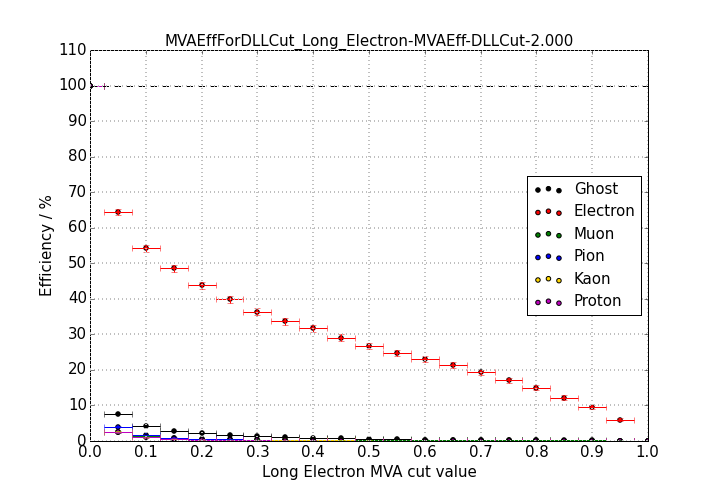 MVAEffForDLLCut_Long_Electron-MVAEff-DLLCut-2.000
110
100
90
80
70
60
50
40
30
20
10
0
Efficiency / %
Ghost
Electron
Muon
Pion
Kaon
Proton
0.0 0.1 0.2 0.3 0.4 0.5 0.6 0.7 0.8 0.9 1.0
Long Electron MVA cut value